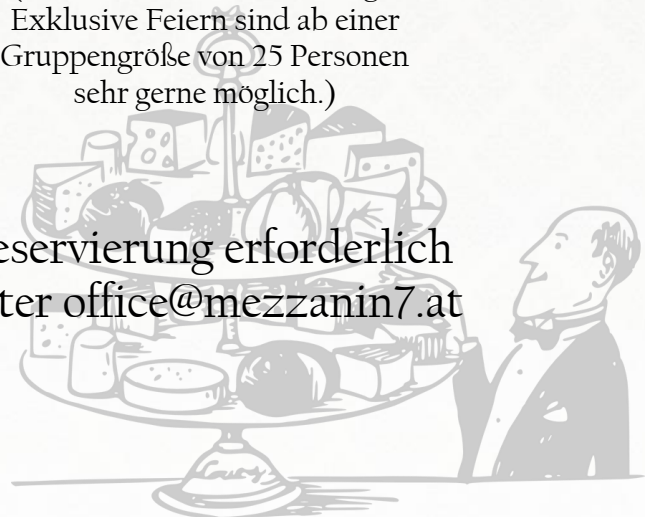 Exklusive Feiern sind ab einer
Gruppengröße von 25 Personen
sehr gerne möglich.)
eservierung erforderlich
ter office@mezzanin7.at